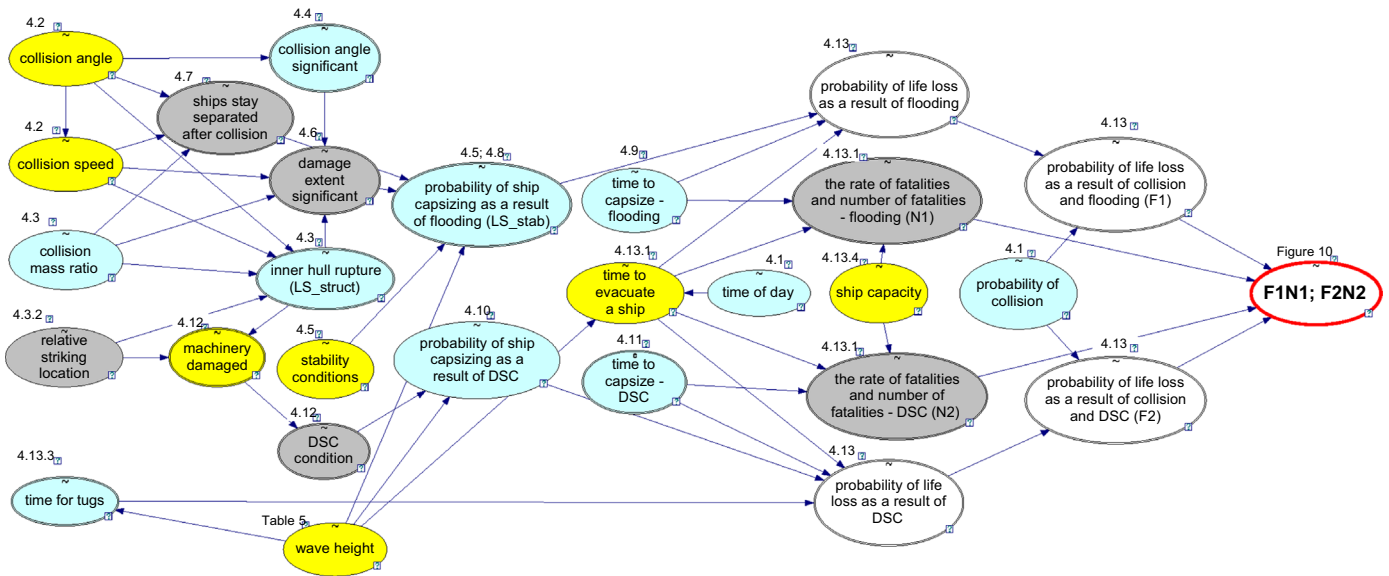 4.2
~
collision angle
4.4
~
collision angle
significant
4.7
~
ships stay
separated
after collision
4.2
~
collision speed
4.6
~
damage
extent
significant
4.5; 4.8
~
probability of ship
capsizing as a result
of flooding (LS_stab)
4.3
collision
mass ratio
4.3
~
inner hull rupture
(LS_struct)
4.3.2
~
relative
striking
location
4.12
~
machinery
damaged
4.5
~
stability
conditions
4.10
~
probability of ship
capsizing as a
result of DSC
4.12
~
DSC
condition
4.13.3
~
time for tugs
Table 5
~
wave height
4.13
~
probability of life loss
as a result of flooding
4.9
~
time to
capsize -
flooding
4.13.1
~
the rate of fatalities
and number of fatalities
- flooding (N1)
4.13.1
~
time to
evacuate
a ship
4.1
~
time of day
4.13.4
~
ship capacity
4.11
time to
capsize -
DSC
4.13.1
~
the rate of fatalities
and number of
fatalities - DSC (N2)
4.13
~
probability of life
loss as a result of
DSC
4.13
~
probability of life loss
as a result of collision
and flooding (F1)
4.1
~
probability of
collision
4.13
~
probability of life loss
as a result of collision
and DSC (F2)
Figure 10
~
F1N1; F2N2